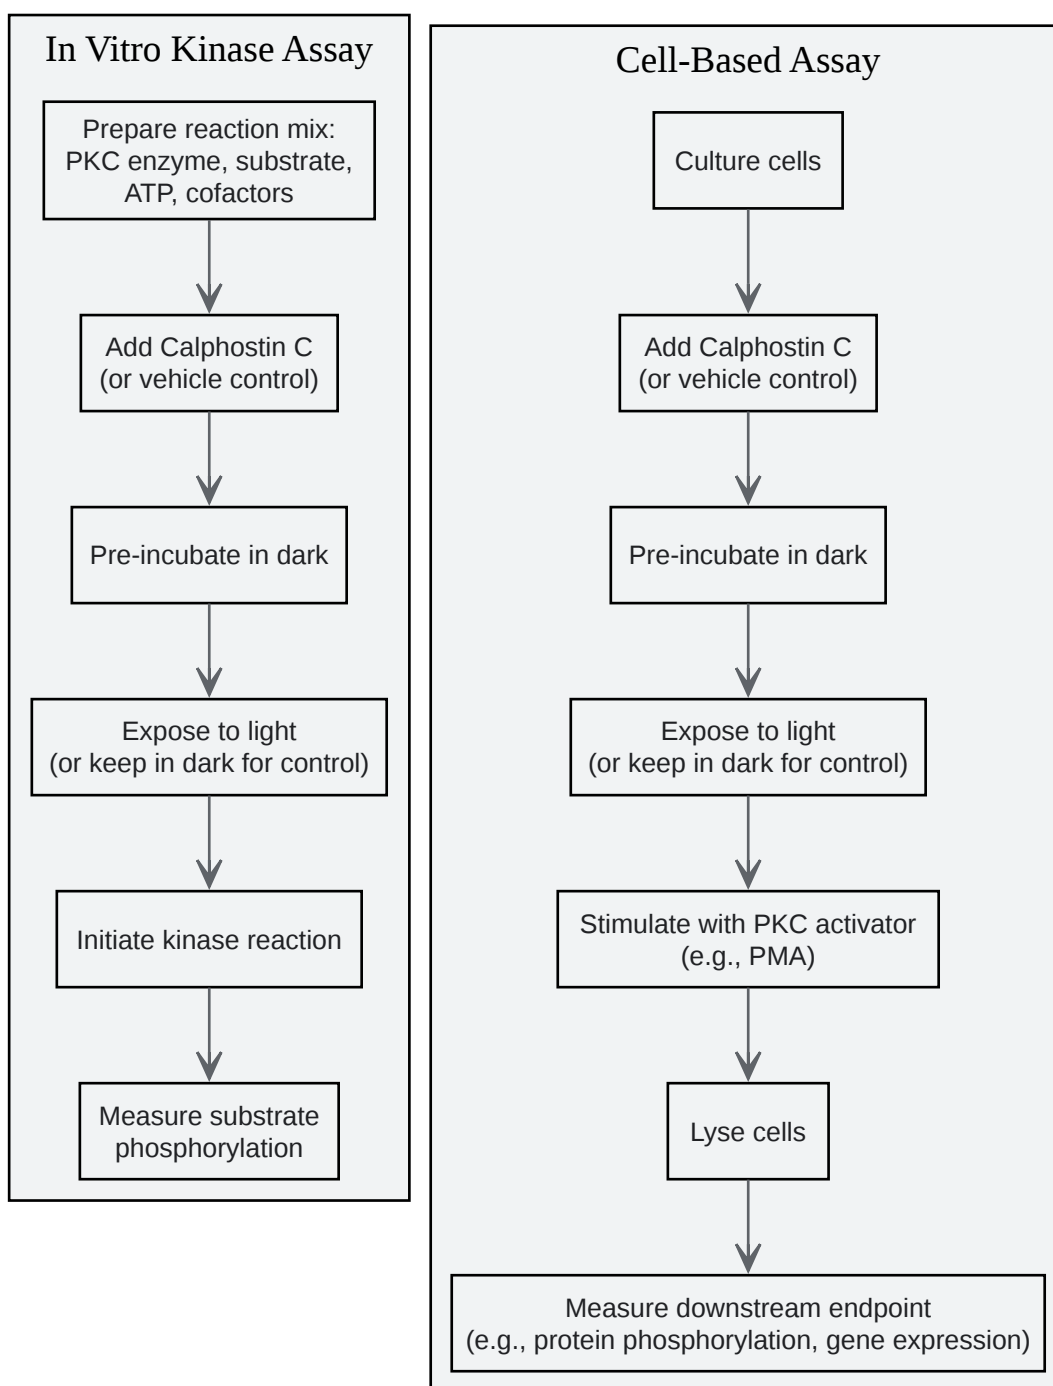 In Vitro Kinase Assay
Prepare reaction mix:
PKC enzyme, substrate,
ATP, cofactors
Add Calphostin C
(or vehicle control)
Pre-incubate in dark
Expose to light
(or keep in dark for control)
Initiate kinase reaction
Measure substrate
phosphorylation
Cell-Based Assay
Culture cells
Add Calphostin C
(or vehicle control)
Pre-incubate in dark
Expose to light
(or keep in dark for control)
Stimulate with PKC activator
(e.g., PMA)
Lyse cells
Measure downstream endpoint
(e.g., protein phosphorylation, gene expression)